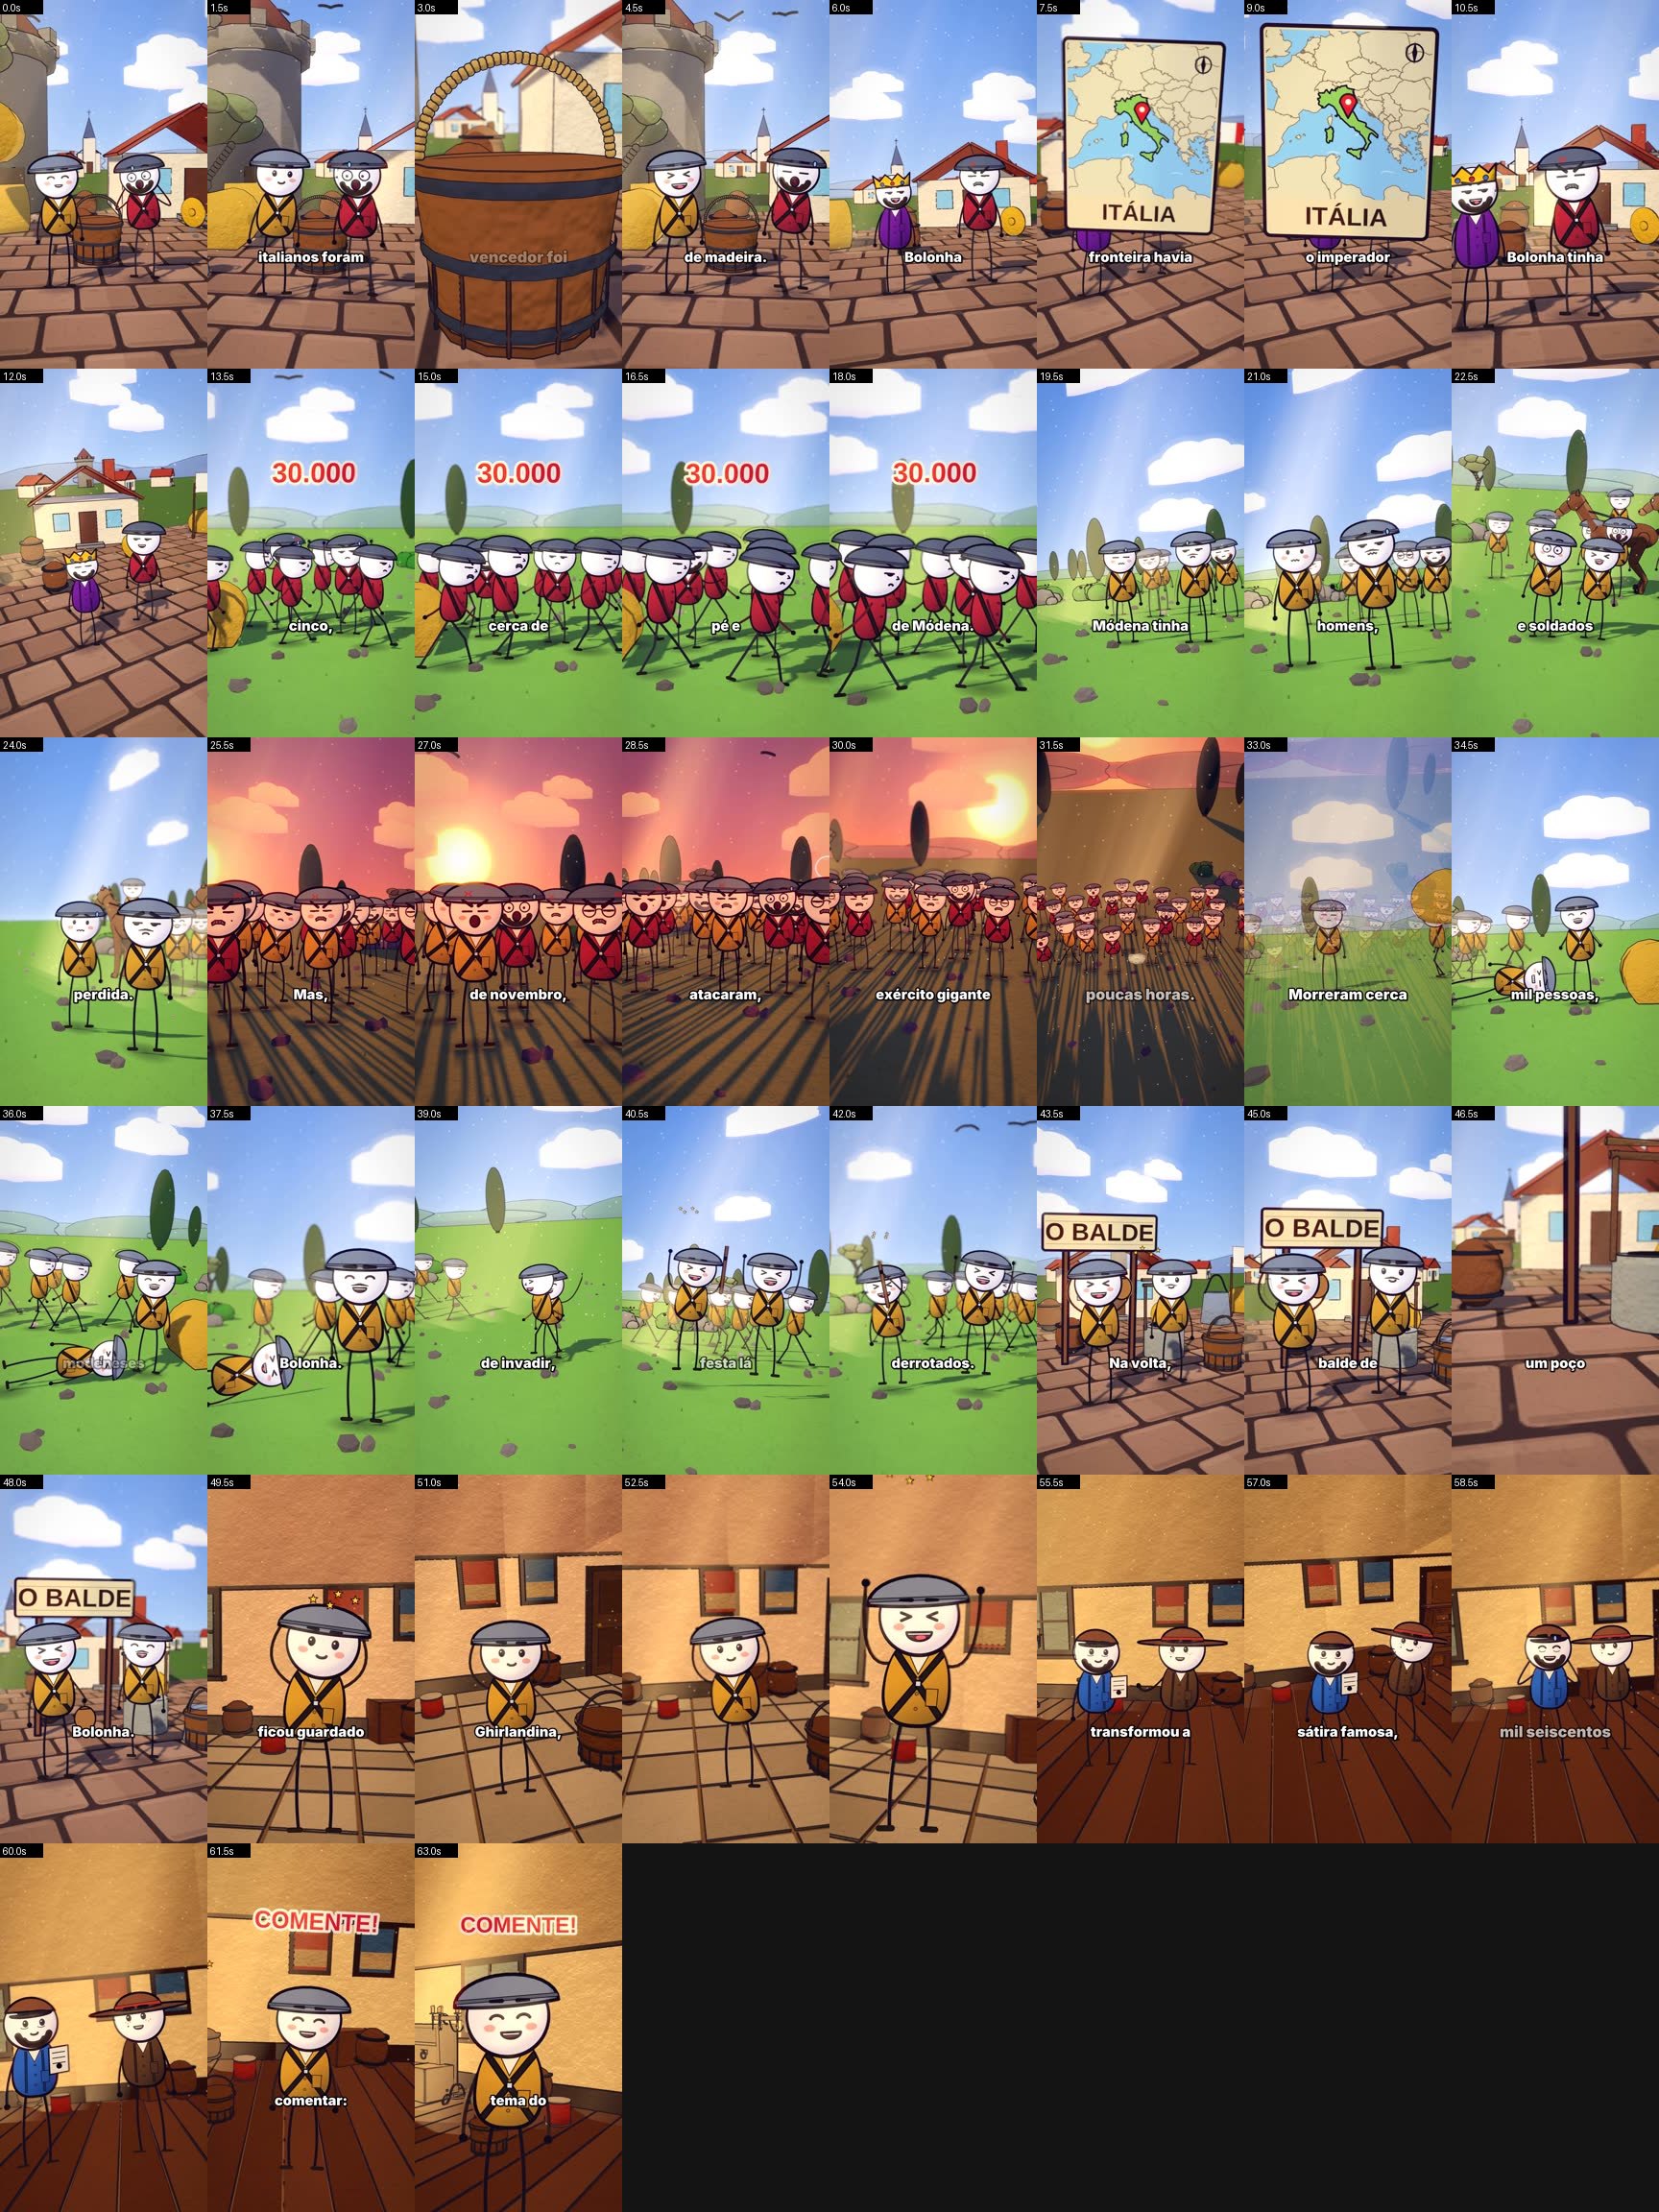 0.0s
1.5s
3.0s
4.5s
6.0s
7.5s
9.0s
10.5s
ITÁLIA
ITÁLIA
italianos foram
vencedor foi
de madeira.
Bolonha
fronteira havia
o imperador
Bolonha tinha
12.0s
13.5s
15.0s
16.5s
18.0s
19.5s
21.0s
22.5s
30.000
30.000
30.000
30.000
cinco,
cerca de
pé e
de Módena.
Módena tinha
homens,
e soldados
24.0s
25.5s
27.0s
28.5s
30.0s
31.5s
33.0s
34.5s
perdida.
Mas,
de novembro,
atacaram,
exército gigante
poucas horas.
Morreram cerca
mil pessoas,
36.0s
37.5s
39.0s
40.5s
42.0s
43.5s
45.0s
46.5s
O BALDE
O BALDE
modeneses
Bolonha.
de invadir,
festa lá
derrotados.
Na volta,
balde de
um poço
48.0s
49.5s
51.0s
52.5s
54.0s
55.5s
57.0s
58.5s
O BALDE
Bolonha.
ficou guardado
Ghirlandina,
transformou a
sátira famosa,
mil seiscentos
60.0s
61.5s
63.0s
COMENTE!
COMENTE!
comentar:
tema do